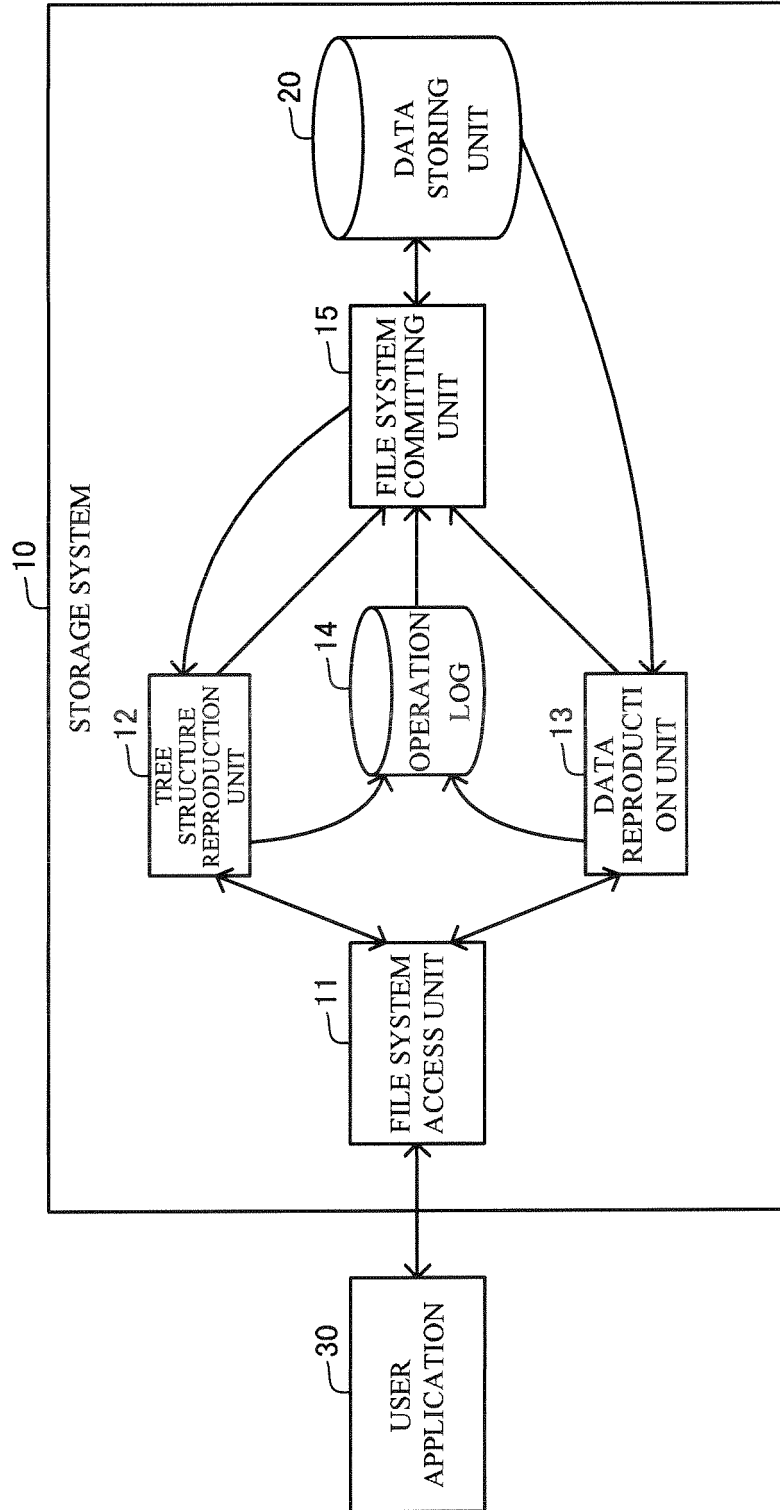 10
STORAGE SYSTEM
30
USER
APPLICATION
11
FILE SYSTEM
ACCESS UNIT
12
TREE
STRUCTURE
REPRODUCTION
UNIT
14
OPERATION
LOG
13
DATA
REPRODUCTI
ON UNIT
15
FILE SYSTEM
COMMITTING
UNIT
20
DATA
STORING
UNIT